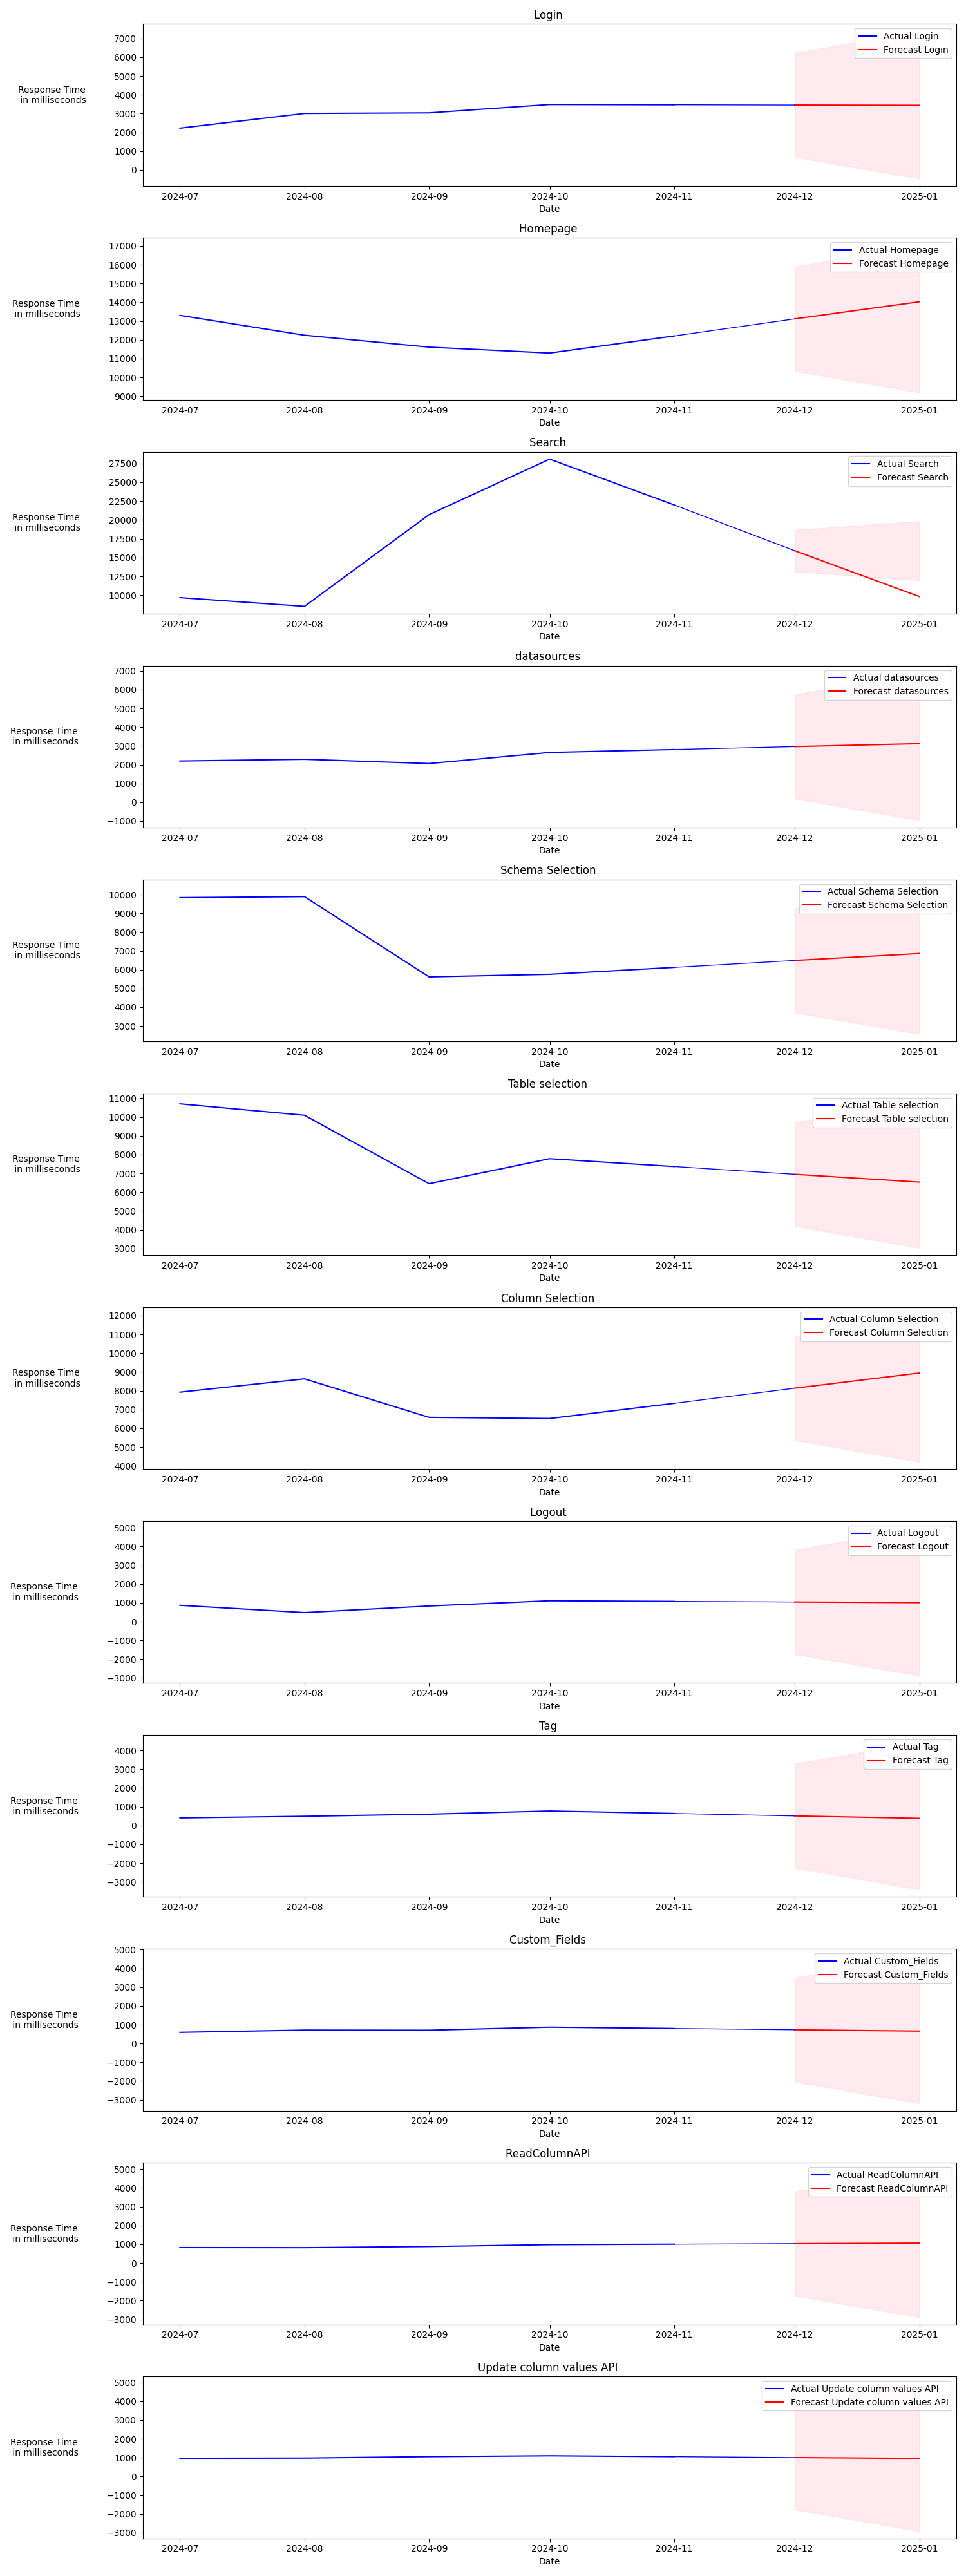 Login
7000
6000
5000
4000
3000
2000
1000
0
Response Time
in milliseconds
Actual Login
Forecast Login
2024-07 2024-08 2024-09 2024-10 2024-11 2024-12 2025-01
Date
Homepage
17000
16000
15000
14000
13000
12000
11000
10000
9000
Response Time
in milliseconds
Actual Homepage
Forecast Homepage
2024-07 2024-08 2024-09 2024-10 2024-11 2024-12 2025-01
Date
Search
27500
25000
22500
20000
17500
15000
12500
10000
Response Time
in milliseconds
Actual Search
Forecast Search
2024-07 2024-08 2024-09 2024-10 2024-11 2024-12 2025-01
Date
datasources
7000
6000
5000
4000
3000
2000
1000
0
−1000
Response Time
in milliseconds
Actual datasources
Forecast datasources
2024-07 2024-08 2024-09 2024-10 2024-11 2024-12 2025-01
Date
Schema Selection
10000
9000
8000
7000
6000
5000
4000
3000
Response Time
in milliseconds
Actual Schema Selection
Forecast Schema Selection
2024-07 2024-08 2024-09 2024-10 2024-11 2024-12 2025-01
Date
Table selection
11000
10000
9000
8000
7000
6000
5000
4000
3000
Response Time
in milliseconds
Actual Table selection
Forecast Table selection
2024-07 2024-08 2024-09 2024-10 2024-11 2024-12 2025-01
Date
Column Selection
12000
11000
10000
9000
8000
7000
6000
5000
4000
Response Time
in milliseconds
Actual Column Selection
Forecast Column Selection
2024-07 2024-08 2024-09 2024-10 2024-11 2024-12 2025-01
Date
Logout
5000
4000
3000
2000
1000
0
−1000
−2000
−3000
Response Time
in milliseconds
Actual Logout
Forecast Logout
2024-07 2024-08 2024-09 2024-10 2024-11 2024-12 2025-01
Date
Tag
4000
3000
2000
1000
0
−1000
−2000
−3000
Response Time
in milliseconds
Actual Tag
Forecast Tag
2024-07 2024-08 2024-09 2024-10 2024-11 2024-12 2025-01
Date
Custom_Fields
5000
4000
3000
2000
1000
0
−1000
−2000
−3000
Response Time
in milliseconds
Actual Custom_Fields
Forecast Custom_Fields
2024-07 2024-08 2024-09 2024-10 2024-11 2024-12 2025-01
Date
ReadColumnAPI
5000
4000
3000
2000
1000
0
−1000
−2000
−3000
Response Time
in milliseconds
Actual ReadColumnAPI
Forecast ReadColumnAPI
2024-07 2024-08 2024-09 2024-10 2024-11 2024-12 2025-01
Date
Update column values API
5000
4000
3000
2000
1000
0
−1000
−2000
−3000
Response Time
in milliseconds
Actual Update column values API
Forecast Update column values API
2024-07 2024-08 2024-09 2024-10 2024-11 2024-12 2025-01
Date